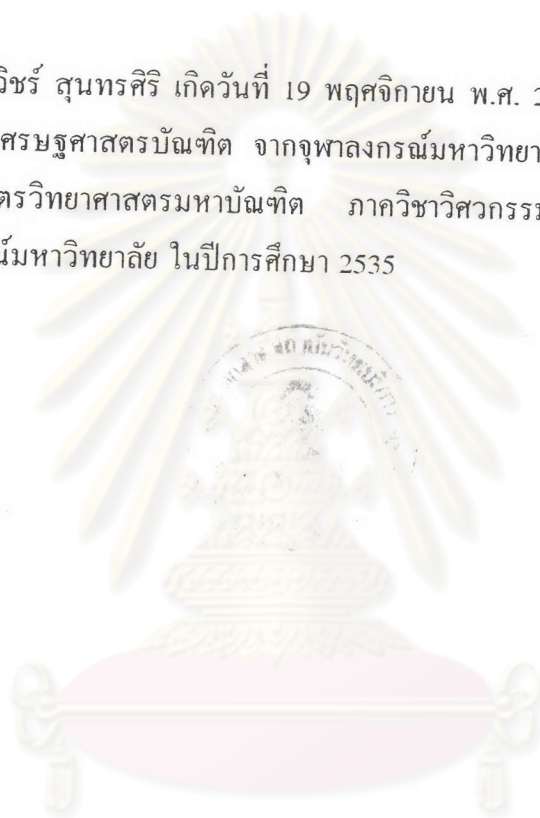 วิชร์ สุนทรศิริ เกิดวันที่ 19 พฤศจิกายน พ.ศ. 2
เศรษฐศาสตรบัณฑิต จากจุฬาลงกรณ์มหาวิทยา
ตรวิทยาศาสตรมหาบัณฑิต ภาควิชาวิศวกรรม
น์มหาวิทยาลัย ในปีการศึกษา 2535